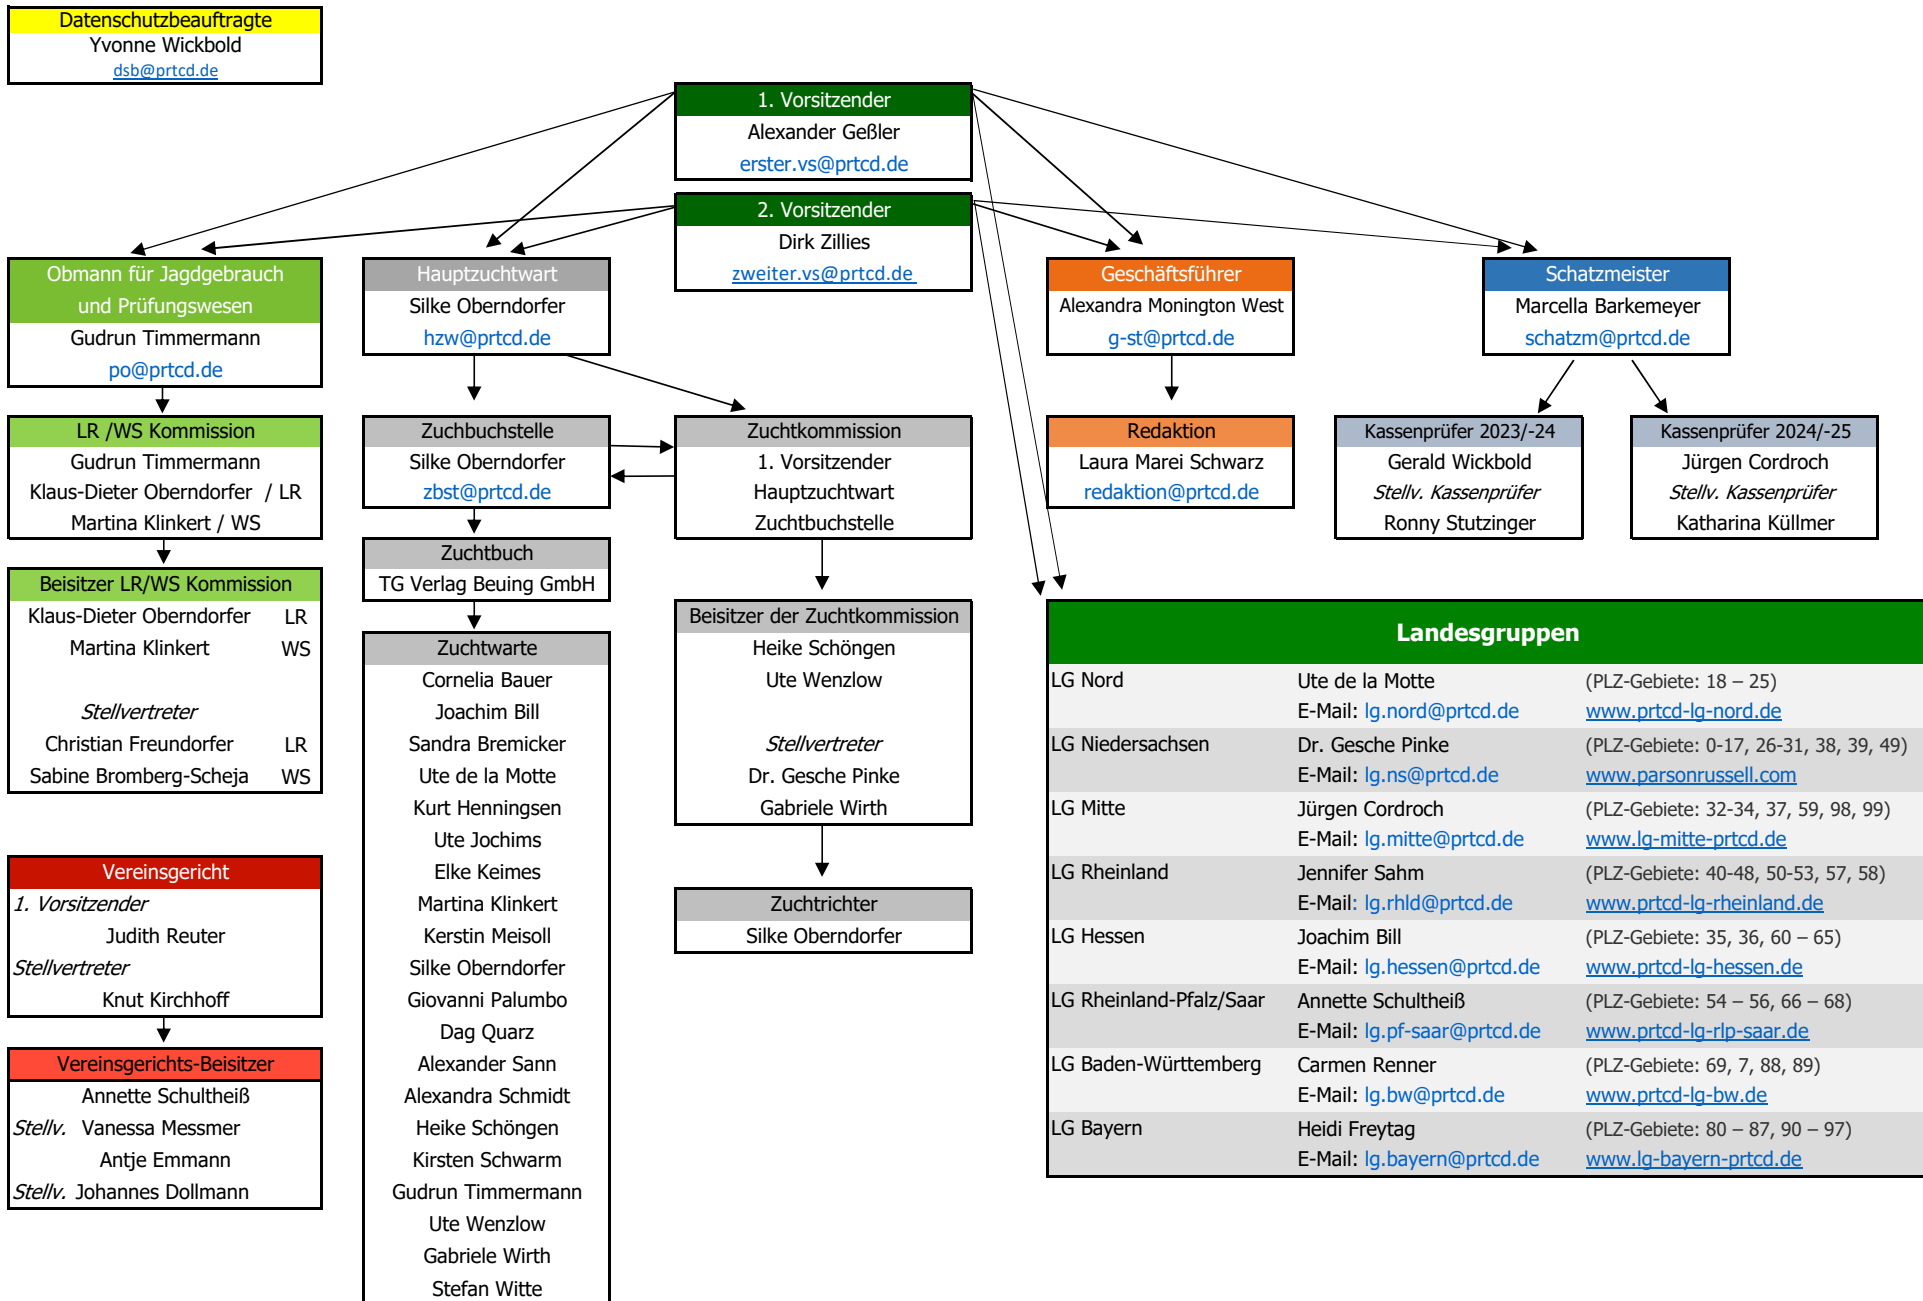 Datenschutzbeauftragte
Yvonne Wickbold
dsb@prtcd.de
1. Vorsitzender
Alexander Geßler
erster.vs@prtcd.de
2. Vorsitzender
Dirk Zillies
zweiter.vs@prtcd.de
Obmann für Jagdgebrauch
und Prüfungswesen
Gudrun Timmermann
po@prtcd.de
Hauptzuchtwart
Silke Oberndorfer
hzw@prtcd.de
Geschäftsführer
Alexandra Monington West
g-st@prtcd.de
Schatzmeister
Marcella Barkemeyer
schatzm@prtcd.de
LR /WS Kommission
Gudrun Timmermann
Klaus-Dieter Oberndorfer / LR
Martina Klinkert / WS
Zuchbuchstelle
Silke Oberndorfer
zbst@prtcd.de
Zuchtkommission
1. Vorsitzender
Hauptzuchtwart
Zuchtbuchstelle
Redaktion
Laura Marei Schwarz
redaktion@prtcd.de
Kassenprüfer 2023/-24
Gerald Wickbold
Stellv. Kassenprüfer
Ronny Stutzinger
Kassenprüfer 2024/-25
Jürgen Cordroch
Stellv. Kassenprüfer
Katharina Küllmer
Beisitzer LR/WS Kommission
Klaus-Dieter Oberndorfer LR
Martina Klinkert WS
Stellvertreter
Christian Freundorfer LR
Sabine Bromberg-Scheja WS
Zuchtbuch
TG Verlag Beuing GmbH
Zuchtwarte
Cornelia Bauer
Joachim Bill
Sandra Bremicker
Ute de la Motte
Kurt Henningsen
Ute Jochims
Elke Keimes
Martina Klinkert
Kerstin Meisoll
Silke Oberndorfer
Giovanni Palumbo
Dag Quarz
Alexander Sann
Alexandra Schmidt
Heike Schöngen
Kirsten Schwarm
Gudrun Timmermann
Ute Wenzlow
Gabriele Wirth
Stefan Witte
Beisitzer der Zuchtkommission
Heike Schöngen
Ute Wenzlow
Stellvertreter
Dr. Gesche Pinke
Gabriele Wirth
Zuchtrichter
Silke Oberndorfer
Vereinsgericht
1. Vorsitzender
Judith Reuter
Stellvertreter
Knut Kirchhoff
Vereinsgerichts-Beisitzer
Annette Schultheiß
Stellv. Vanessa Messmer
Antje Emmann
Stellv. Johannes Dollmann
Landesgruppen
LG Nord Ute de la Motte (PLZ-Gebiete: 18 – 25)
E-Mail: lg.nord@prtcd.de www.prtcd-lg-nord.de
LG Niedersachsen Dr. Gesche Pinke (PLZ-Gebiete: 0-17, 26-31, 38, 39, 49)
E-Mail: lg.ns@prtcd.de www.parsonrussell.com
LG Mitte Jürgen Cordroch (PLZ-Gebiete: 32-34, 37, 59, 98, 99)
E-Mail: lg.mitte@prtcd.de www.lg-mitte-prtcd.de
LG Rheinland Jennifer Sahm (PLZ-Gebiete: 40-48, 50-53, 57, 58)
E-Mail: lg.rhld@prtcd.de www.prtcd-lg-rheinland.de
LG Hessen Joachim Bill (PLZ-Gebiete: 35, 36, 60 – 65)
E-Mail: lg.hessen@prtcd.de www.prtcd-lg-hessen.de
LG Rheinland-Pfalz/Saar Annette Schultheiß (PLZ-Gebiete: 54 – 56, 66 – 68)
E-Mail: lg.pf-saar@prtcd.de www.prtcd-lg-rlp-saar.de
LG Baden-Württemberg Carmen Renner (PLZ-Gebiete: 69, 7, 88, 89)
E-Mail: lg.bw@prtcd.de www.prtcd-lg-bw.de
LG Bayern Heidi Freytag (PLZ-Gebiete: 80 – 87, 90 – 97)
E-Mail: lg.bayern@prtcd.de www.lg-bayern-prtcd.de